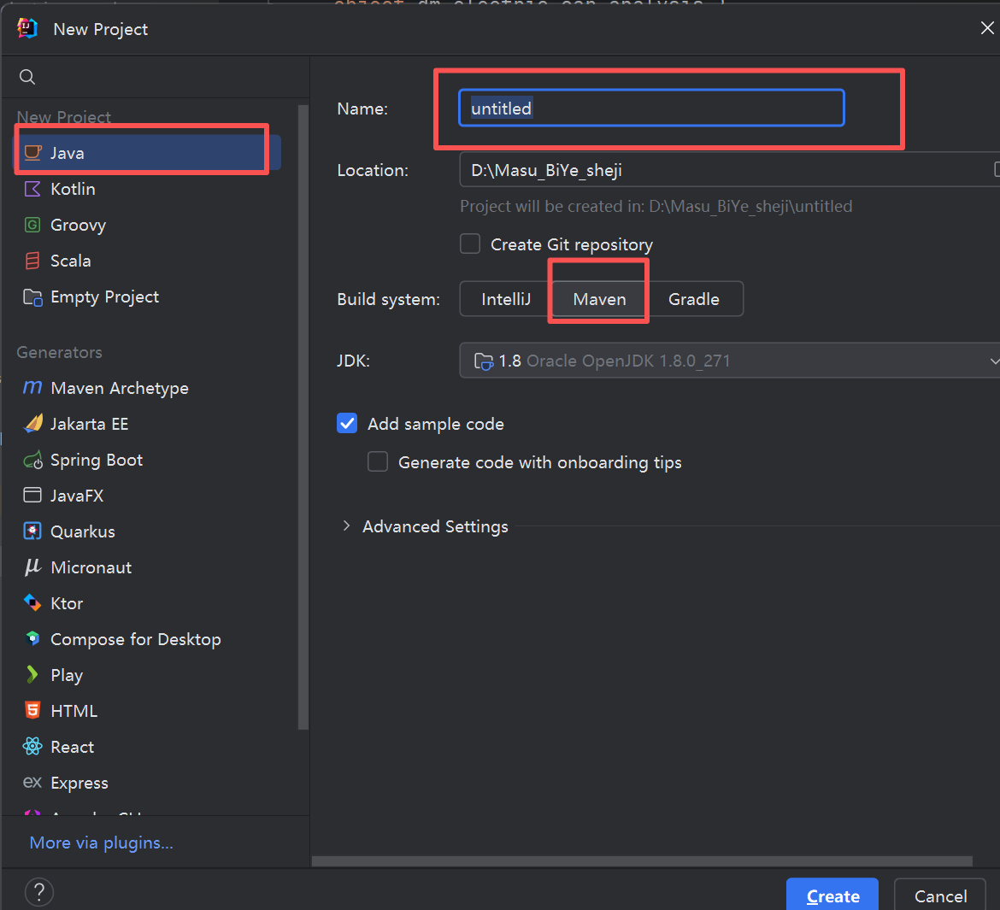 object dm_electric_can_analysis
New Project
New Project
Java
Kotlin
Groovy
Scala
Empty Project
Generators
Maven Archetype
Jakarta EE
Spring Boot
JavaFX
Quarkus
Micronaut
Ktor
Compose for Desktop
Play
HTML
React
Express
More via plugins...
Name:
untitled
Location:
D:\Masu_BiYe_sheji
Project will be created in: D:\Masu_BiYe_sheji\untitled
Create Git repository
Build system:
IntelliJ
Maven
Gradle
JDK:
1.8 Oracle OpenJDK 1.8.0_271
Add sample code
Generate code with onboarding tips
Advanced Settings
?
Create
Cancel